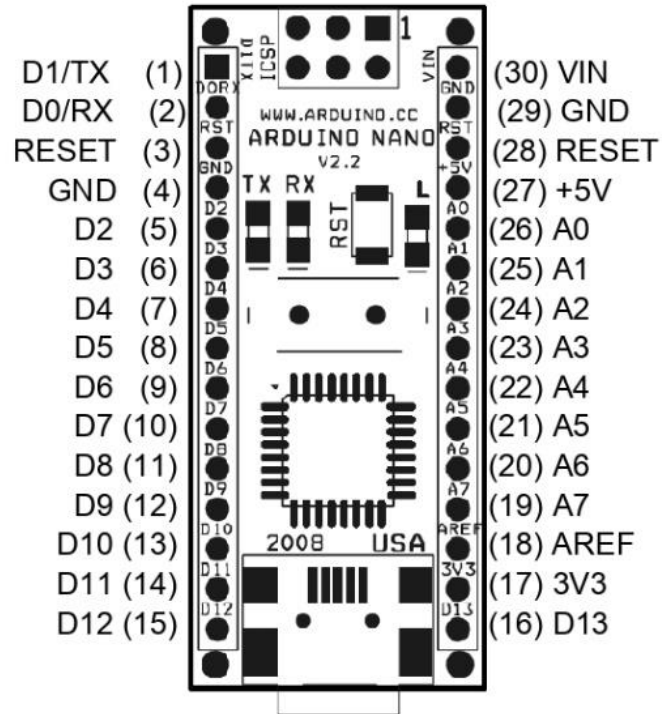 D1/TX (1)
D0/RX (2)
RESET (3)
GND (4)
D2 (5)
D3 (6)
D4 (7)
D5 (8)
D6 (9)
D7 (10)
D8 (11)
D9 (12)
D10 (13)
D11 (14)
D12 (15)
D1TX
ICSP
1
VIN
DORX
GND
WWW.ARDUINO.CC
RST
ARDUINO NANO
RST
V2.2
GND
+5V
TX RX
RST
L
D2
A0
D3
A1
D4
A2
D5
A3
D6
A4
D7
A5
D8
A6
D9
A7
D10
AREF
2008 USA
D11
3V3
D12
D13
(30) VIN
(29) GND
(28) RESET
(27) +5V
(26) A0
(25) A1
(24) A2
(23) A3
(22) A4
(21) A5
(20) A6
(19) A7
(18) AREF
(17) 3V3
(16) D13